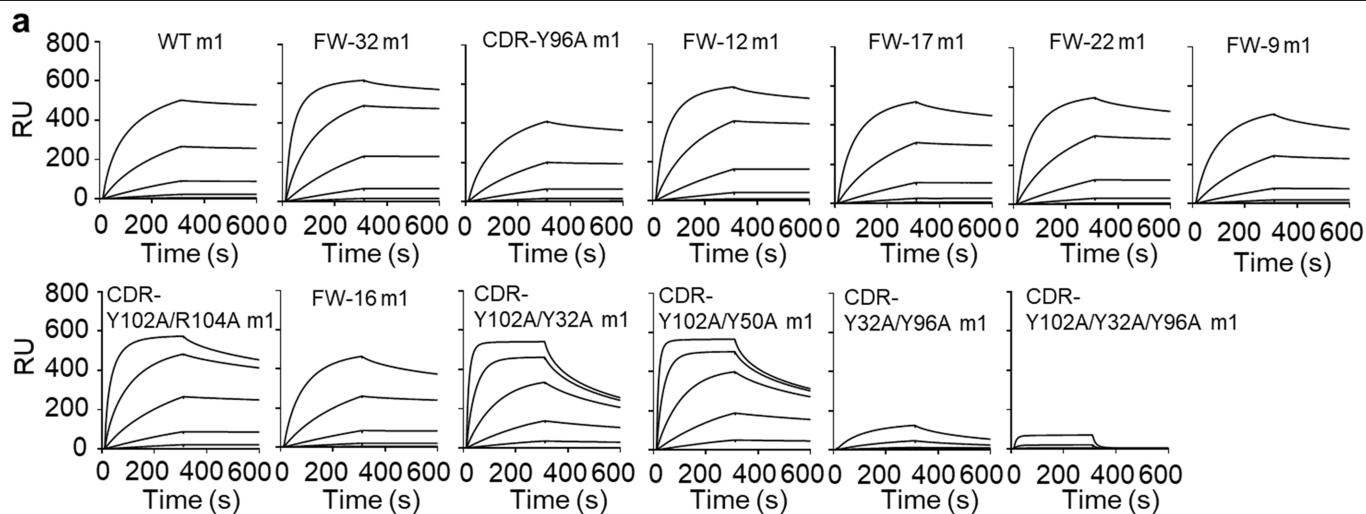 a
800
600
400
200
0
RU
WT m1
FW-32 m1
CDR-Y96A m1
FW-12 m1
FW-17 m1
FW-22 m1
FW-9 m1
0 200 400 600
0 200 400 600
0 200 400 600
0 200 400 600
0 200 400 600
0 200 400 600
0 200 400 600
Time (s)
Time (s)
Time (s)
Time (s)
Time (s)
Time (s)
Time (s)
800
600
400
200
0
RU
CDR-
Y102A/R104A m1
FW-16 m1
CDR-
Y102A/Y32A m1
CDR-
Y102A/Y50A m1
CDR-
Y32A/Y96A m1
CDR-
Y102A/Y32A/Y96A m1
0 200 400 600
0 200 400 600
0 200 400 600
0 200 400 600
0 200 400 600
0 200 400 600
Time (s)
Time (s)
Time (s)
Time (s)
Time (s)
Time (s)